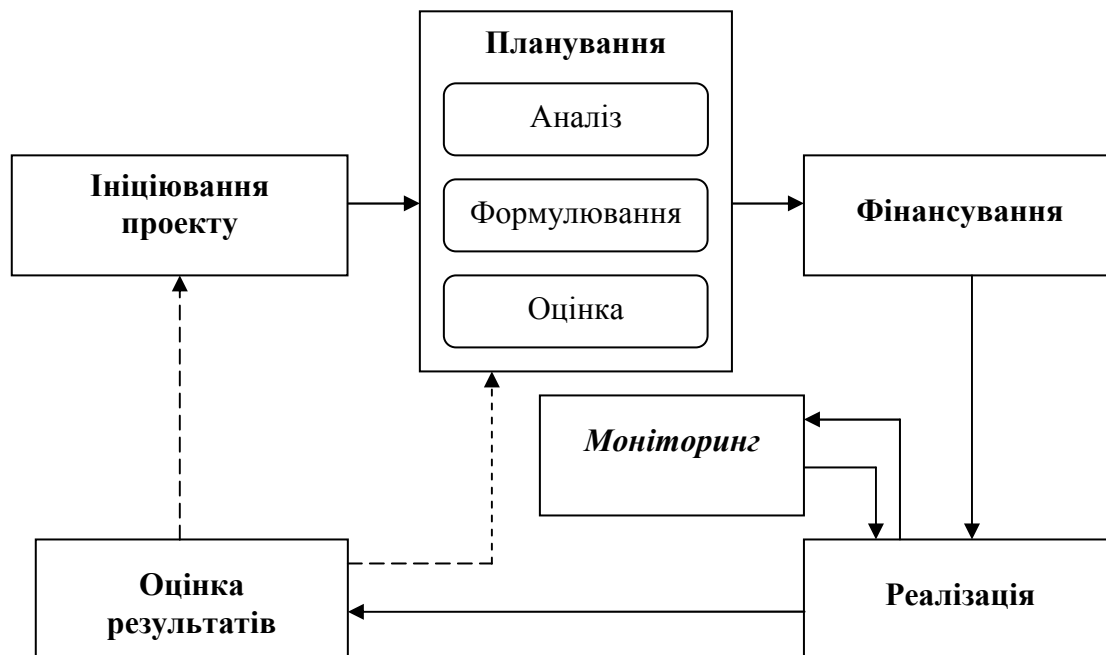 Планування
Аналіз
Ініціювання
проекту
Формулювання
Фінансування
Оцінка
Моніторинг
Оцінка
результатів
Реалізація